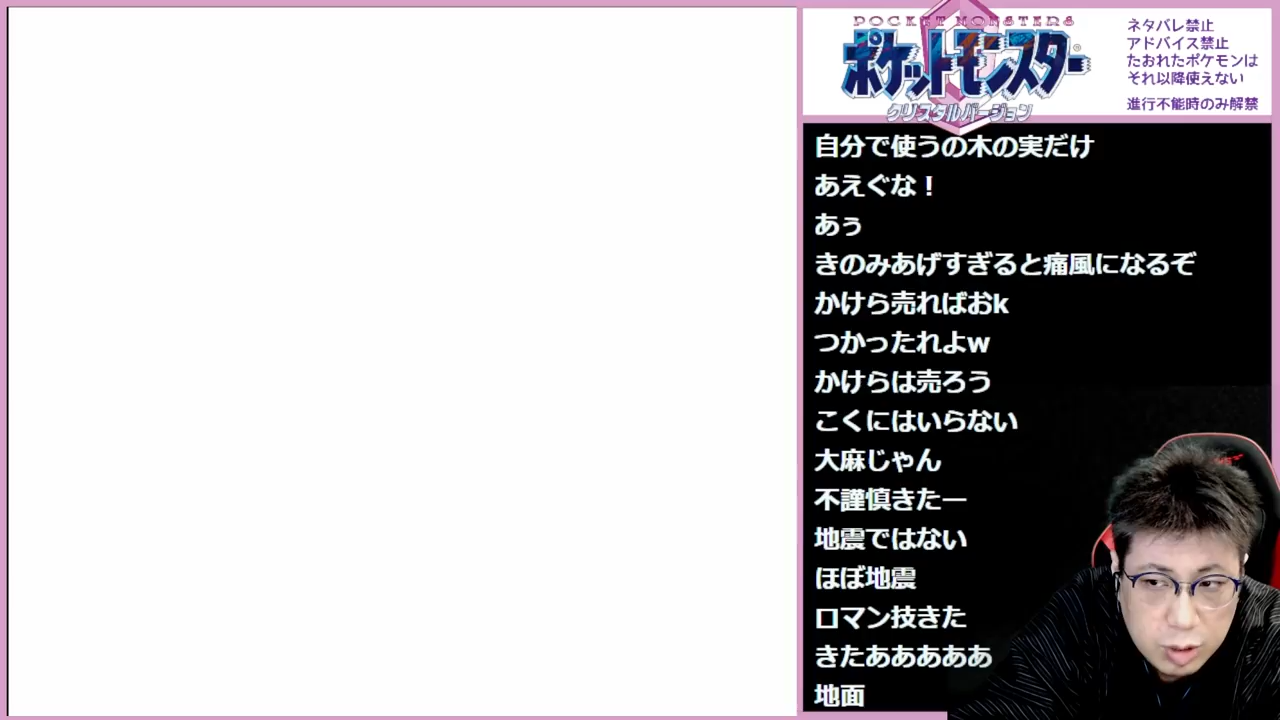 POCKET MONSTERS
ポケットモンスター
クリスタルバージョン
ネタバレ禁止
アドバイス禁止
たおれたポケモンは
それ以降使えない
進行不能時のみ解禁
自分で使うの木の実だけ
あえぐな！
あぅ
きのみあげすぎると痛風になるぞ
かけら売ればおk
つかったれよw
かけらは売ろう
こくにはいらない
大麻じゃん
不謹慎きたー
地震ではない
ほぼ地震
ロマン技きた
きたあああああ
地面